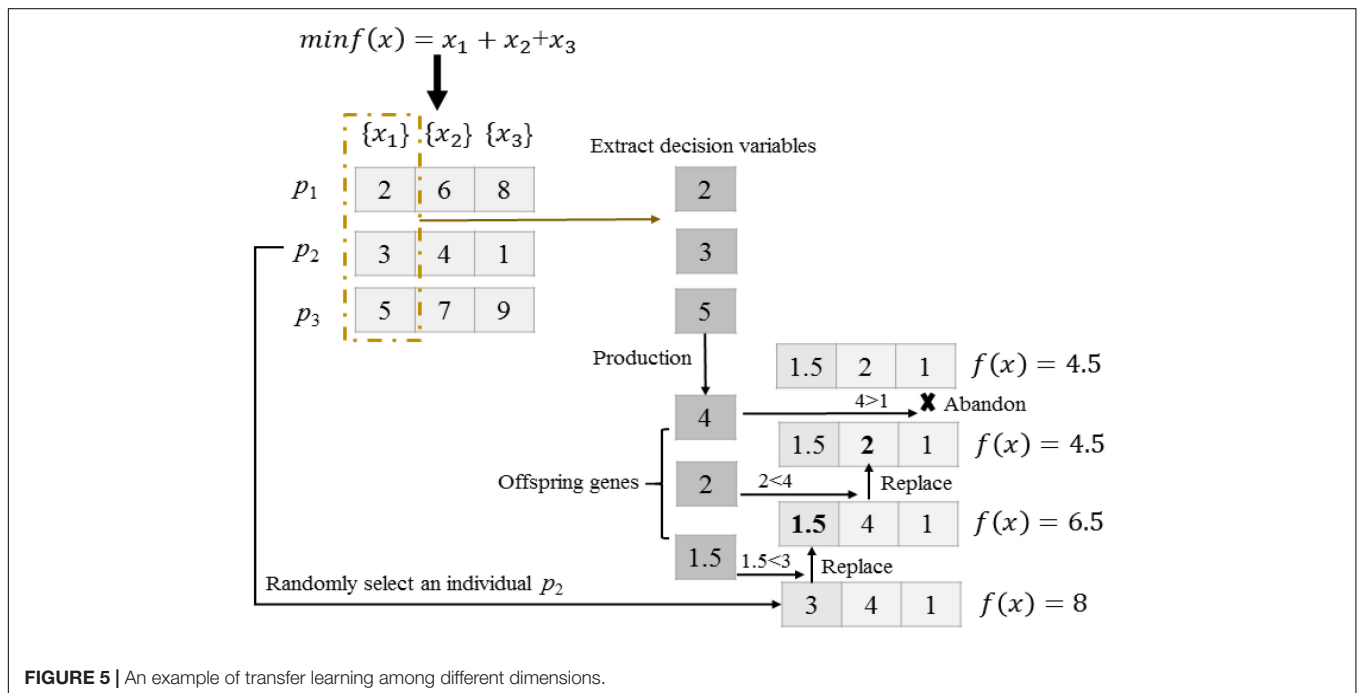 minf(x) = x₁ + x₂+x₃
{x₁} {x₂} {x₃}
Extract decision variables
p₁ 2 6 8
2
p₂ 3 4 1
3
p₃ 5 7 9
5
Production
1.5 2 1 f(x) = 4.5
4
4>1
✘ Abandon
1.5 2 1 f(x) = 4.5
Offspring genes
2
2<4
Replace
1.5 4 1 f(x) = 6.5
1.5
1.5<3
Replace
Randomly select an individual p₂
3 4 1 f(x) = 8
FIGURE 5 | An example of transfer learning among different dimensions.